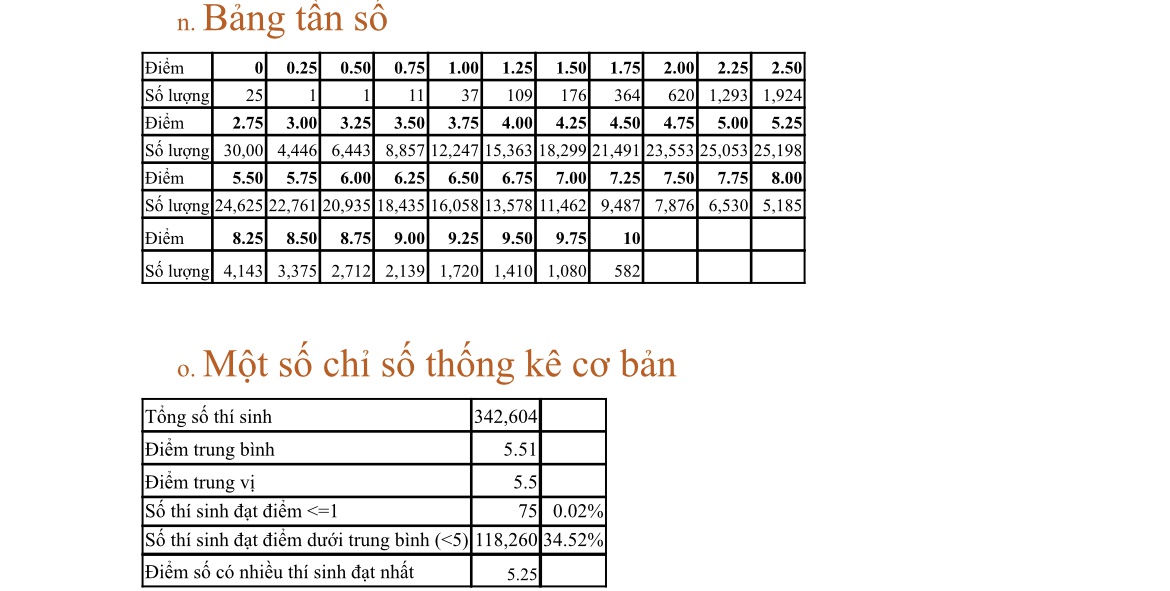 n. Bảng tần số
Điểm 0 0.25 0.50 0.75 1.00 1.25 1.50 1.75 2.00 2.25 2.50
Số lượng 25 1 1 11 37 109 176 364 620 1,293 1,924
Điểm 2.75 3.00 3.25 3.50 3.75 4.00 4.25 4.50 4.75 5.00 5.25
Số lượng 30,00 4,446 6,443 8,857 12,247 15,363 18,299 21,491 23,553 25,053 25,198
Điểm 5.50 5.75 6.00 6.25 6.50 6.75 7.00 7.25 7.50 7.75 8.00
Số lượng 24,625 22,761 20,935 18,435 16,058 13,578 11,462 9,487 7,876 6,530 5,185
Điểm 8.25 8.50 8.75 9.00 9.25 9.50 9.75 10
Số lượng 4,143 3,375 2,712 2,139 1,720 1,410 1,080 582
o. Một số chỉ số thống kê cơ bản
Tổng số thí sinh 342,604
Điểm trung bình 5.51
Điểm trung vị 5.5
Số thí sinh đạt điểm <=1 75 0.02%
Số thí sinh đạt điểm dưới trung bình (<5) 118,260 34.52%
Điểm số có nhiều thí sinh đạt nhất 5.25